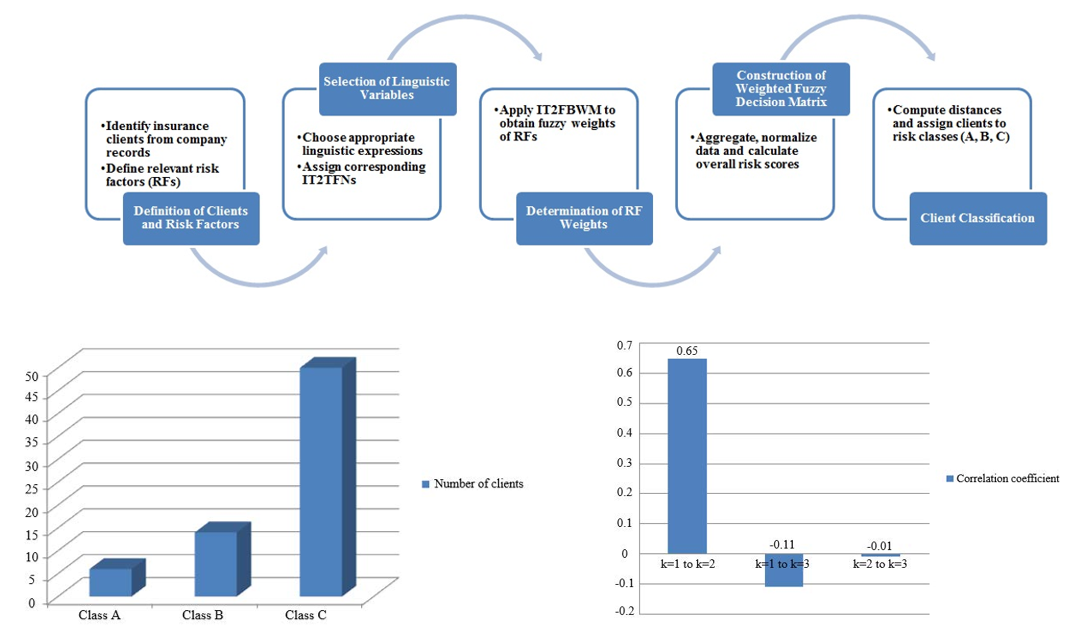 •Identify insurance
clients from company
records
•Define relevant risk
factors (RFs)
Definition of Clients
and Risk Factors
Selection of Linguistic
Variables
•Choose appropriate
linguistic expressions
•Assign corresponding
IT2TFNs
•Apply IT2FBWM to
obtain fuzzy weights
of RFs
Determination of RF
Weights
Construction of
Weighted Fuzzy
Decision Matrix
•Aggregate, normalize
data and calculate
overall risk scores
•Compute distances
and assign clients to
risk classes (A, B, C)
Client Classification
50
45
40
35
30
25
20
15
10
5
0
Class A
Class B
Class C
Number of clients
0.7
0.6
0.5
0.4
0.3
0.2
0.1
0
-0.1
-0.2
0.65
-0.11
-0.01
k=1 to k=2
k=1 to k=3
k=2 to k=3
Correlation coefficient